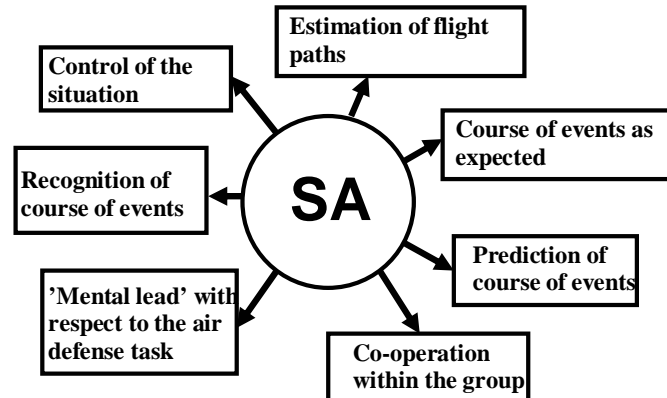 Estimation of flight
paths
Control of the
situation
Course of events as
expected
SA
Recognition of
course of events
Prediction of
course of events
’Mental lead’ with
respect to the air
defense task
Co-operation
within the group